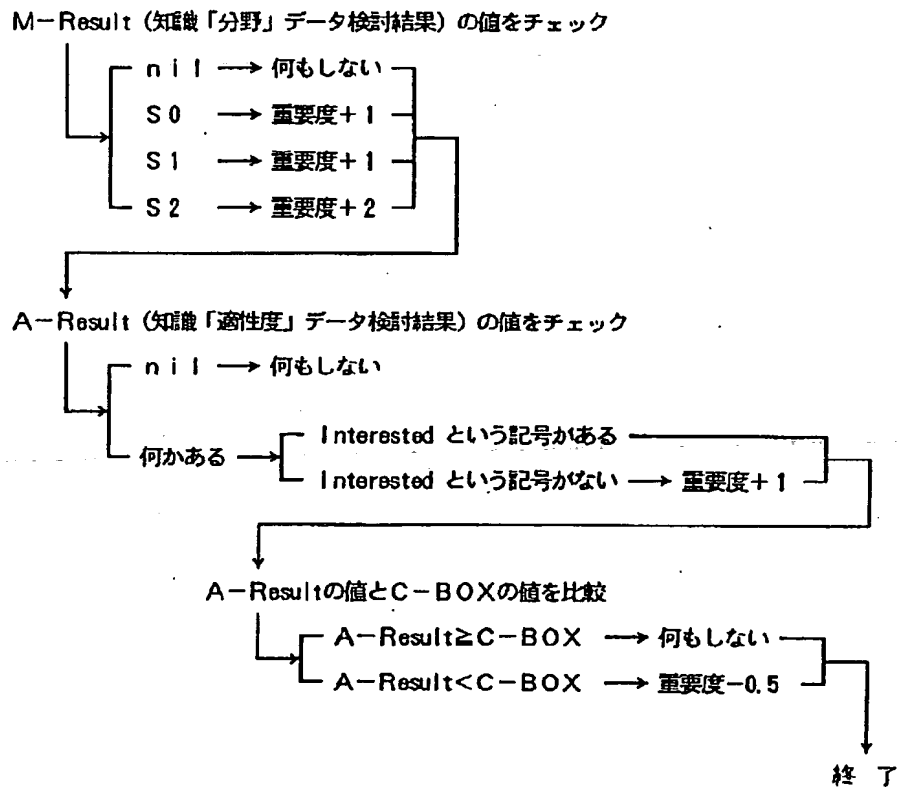 M－Result（知識「分野」データ検討結果）の値をチェック
nil → 何もしない
S0 → 重要度＋1
S1 → 重要度＋1
S2 → 重要度＋2
A－Result（知識「適性度」データ検討結果）の値をチェック
nil → 何もしない
Interested という記号がある
何かある →
Interested という記号がない → 重要度＋1
A－Resultの値とC－BOXの値を比較
A－Result≧C－BOX → 何もしない
A－Result<C－BOX → 重要度－0.5
終　了